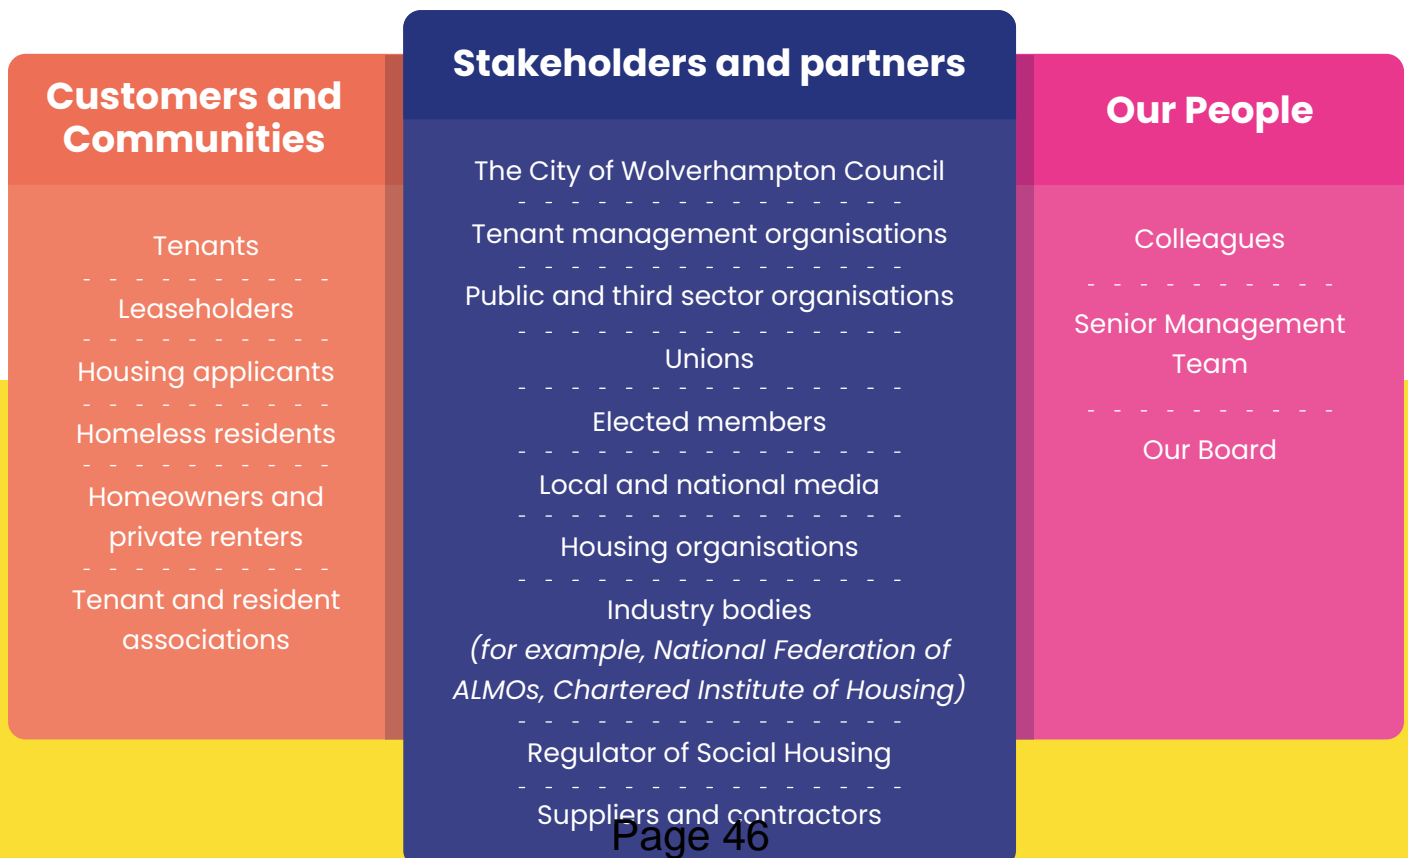 Customers and
Communities
Tenants
Leaseholders
Housing applicants
Homeless residents
Homeowners and
private renters
Tenant and resident
associations
Stakeholders and partners
The City of Wolverhampton Council
Tenant management organisations
Public and third sector organisations
Unions
Elected members
Local and national media
Housing organisations
Industry bodies
(for example, National Federation of
ALMOs, Chartered Institute of Housing)
Regulator of Social Housing
Suppliers and contractors
Our People
Colleagues
Senior Management
Team
Our Board
Page 46